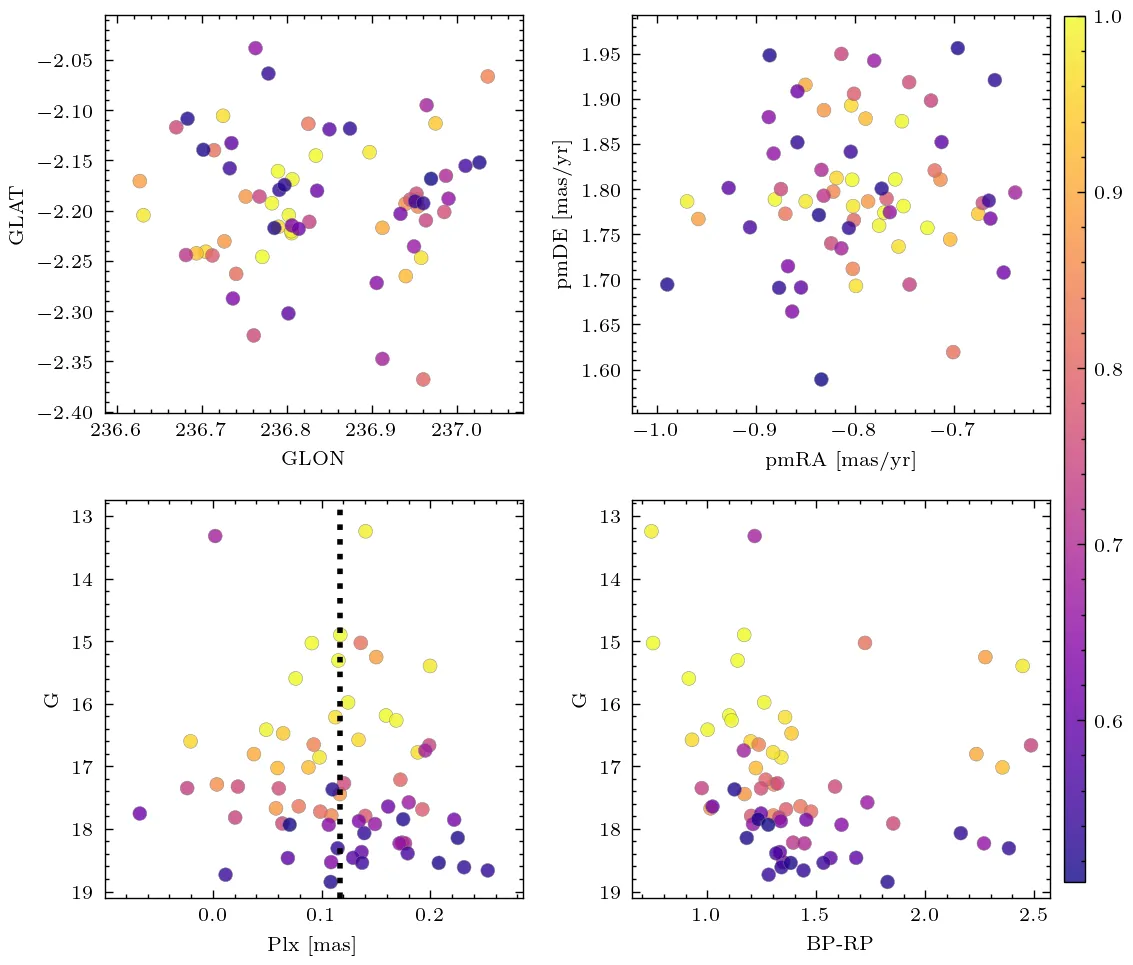 −2.05
−2.10
−2.15
−2.20
−2.25
−2.30
−2.35
−2.40
GLAT
236.6 236.7 236.8 236.9 237.0
GLON
1.95
1.90
1.85
1.80
1.75
1.70
1.65
1.60
pmDE [mas/yr]
−1.0 −0.9 −0.8 −0.7
pmRA [mas/yr]
13
14
15
16
17
18
19
G
0.0 0.1 0.2
Plx [mas]
13
14
15
16
17
18
19
G
1.0 1.5 2.0 2.5
BP-RP
1.0
0.9
0.8
0.7
0.6